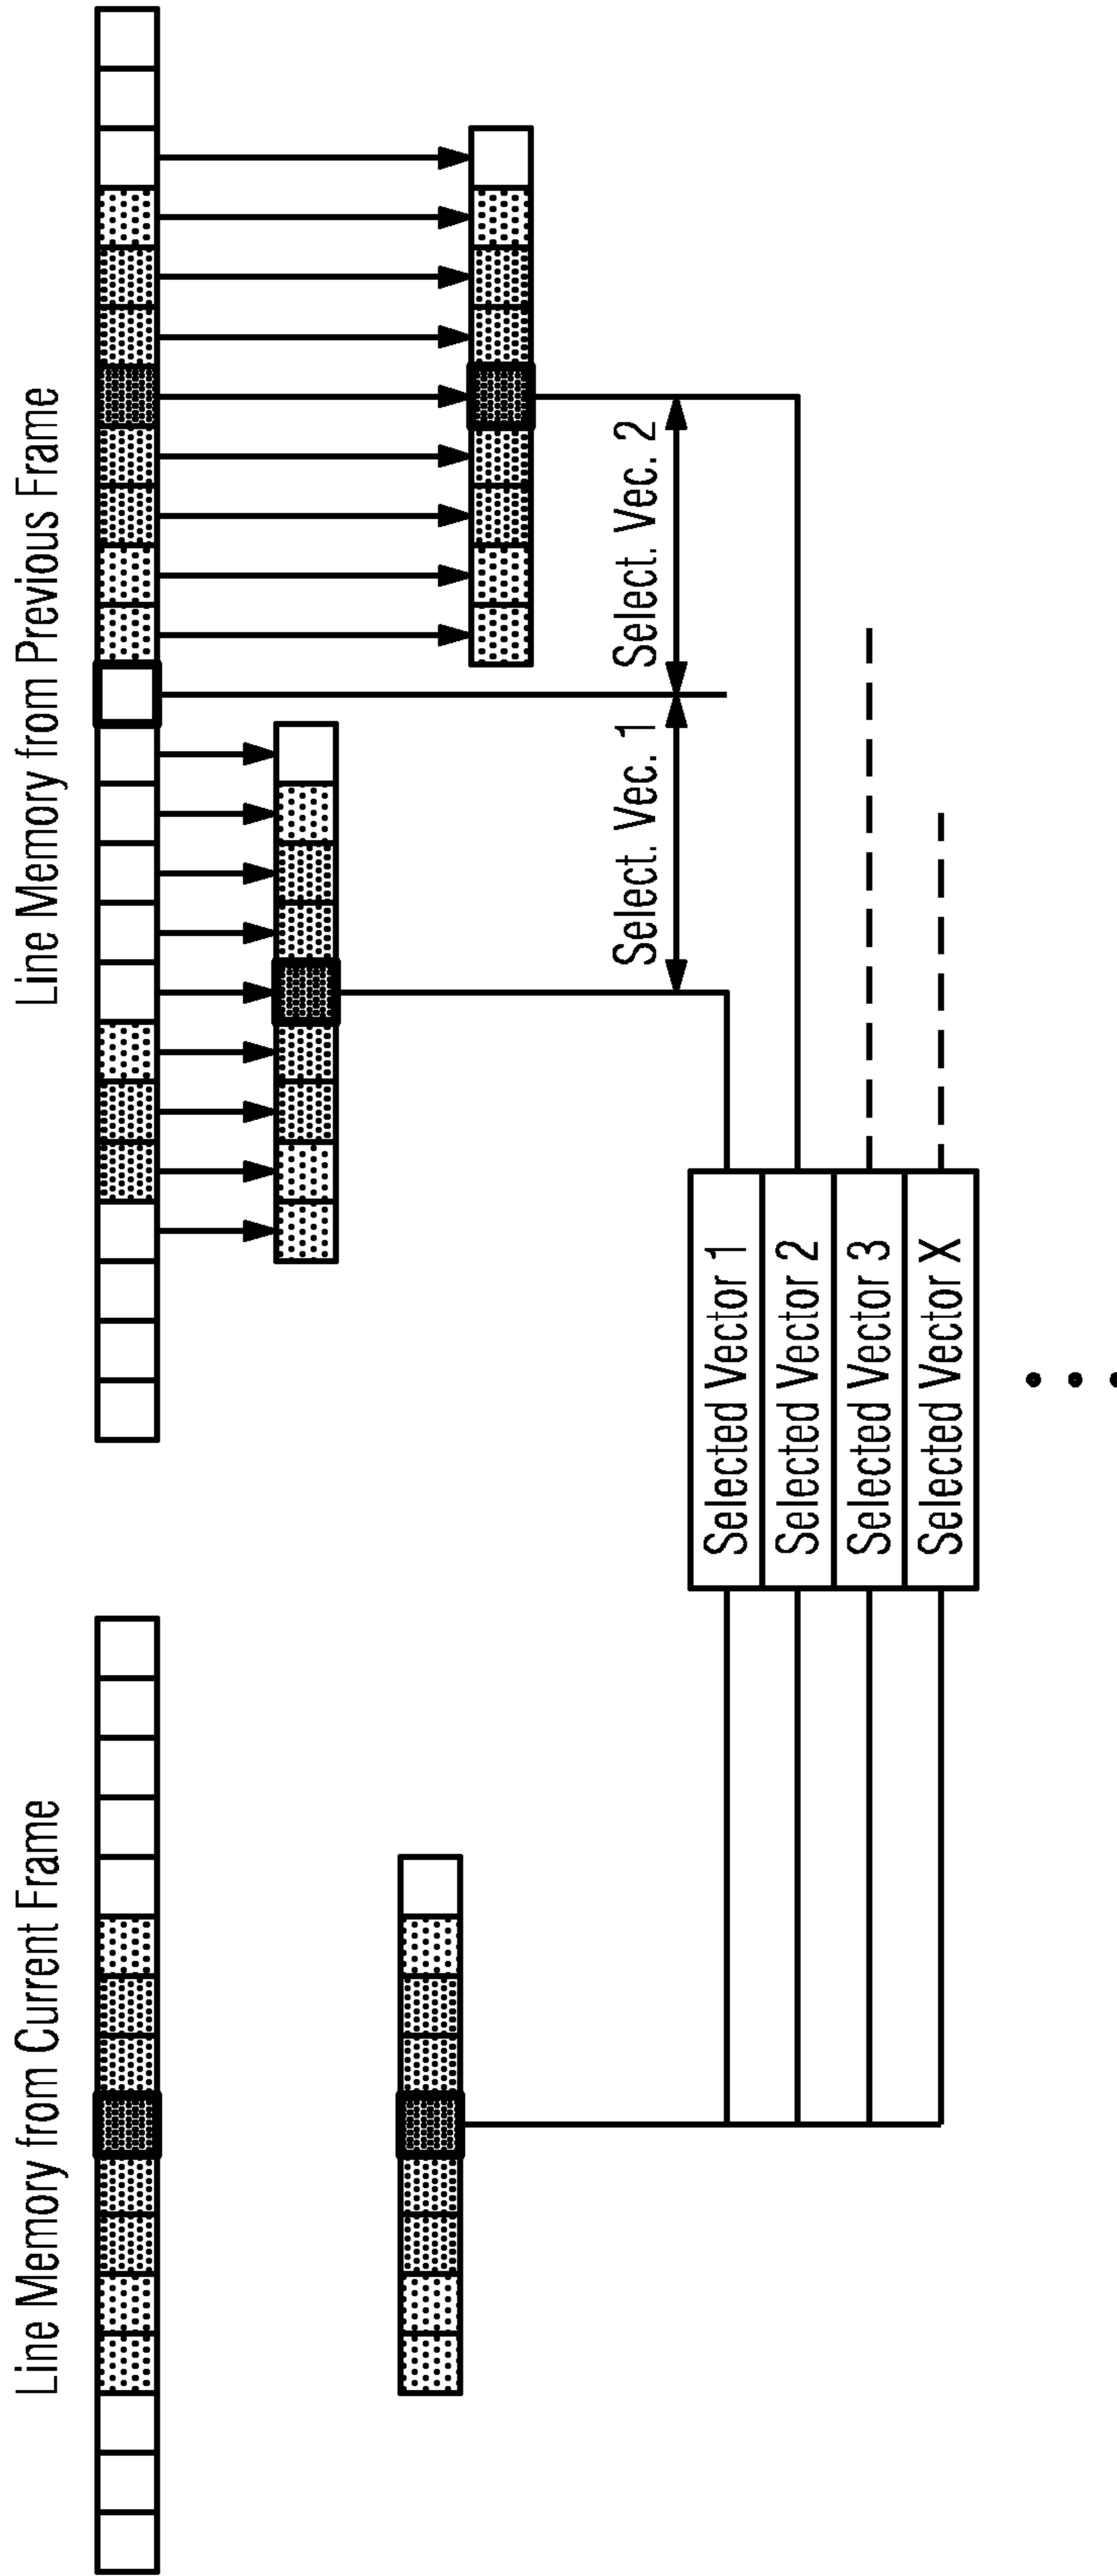 Line Memory from Current Frame
Line Memory from Previous Frame
Select. Vec. 1
Select. Vec. 2
Selected Vector 1
Selected Vector 2
Selected Vector 3
Selected Vector X